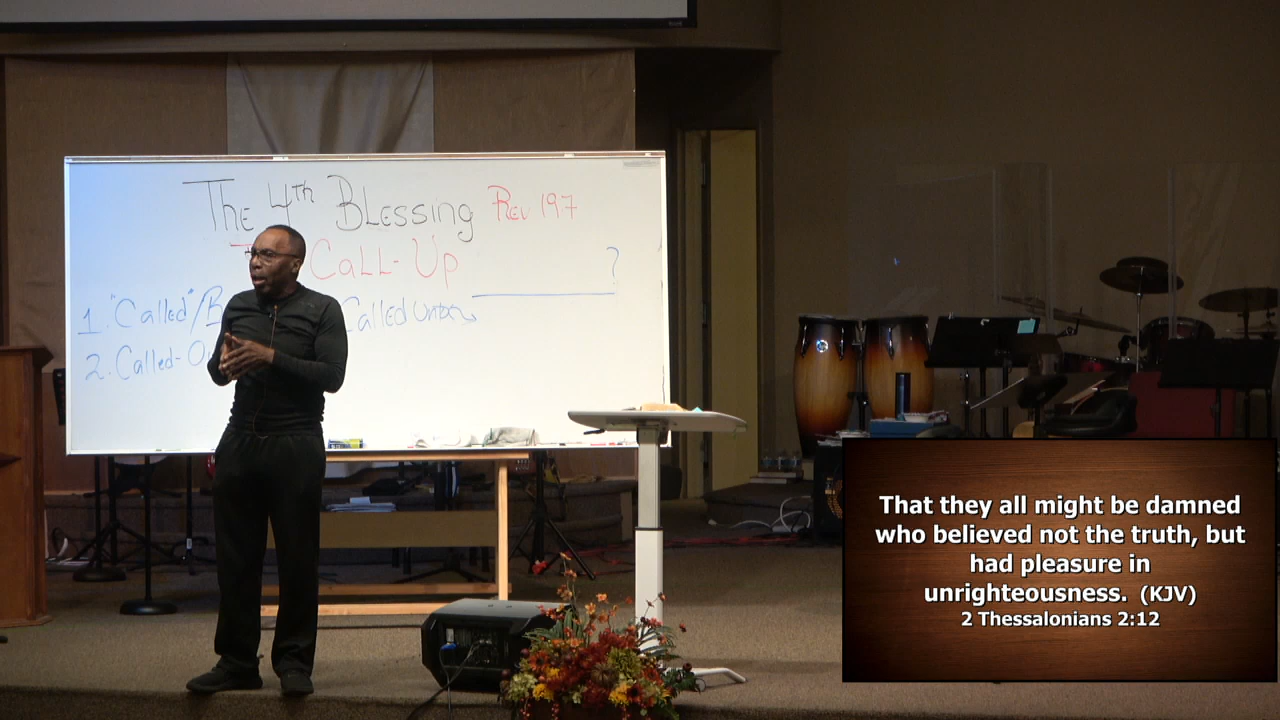 The 4th Blessing Rev 19:7
Call-Up ?
1. "Called"/ Called Unto
2. Called-
That they all might be damned
who believed not the truth, but
had pleasure in
unrighteousness. (KJV)
2 Thessalonians 2:12